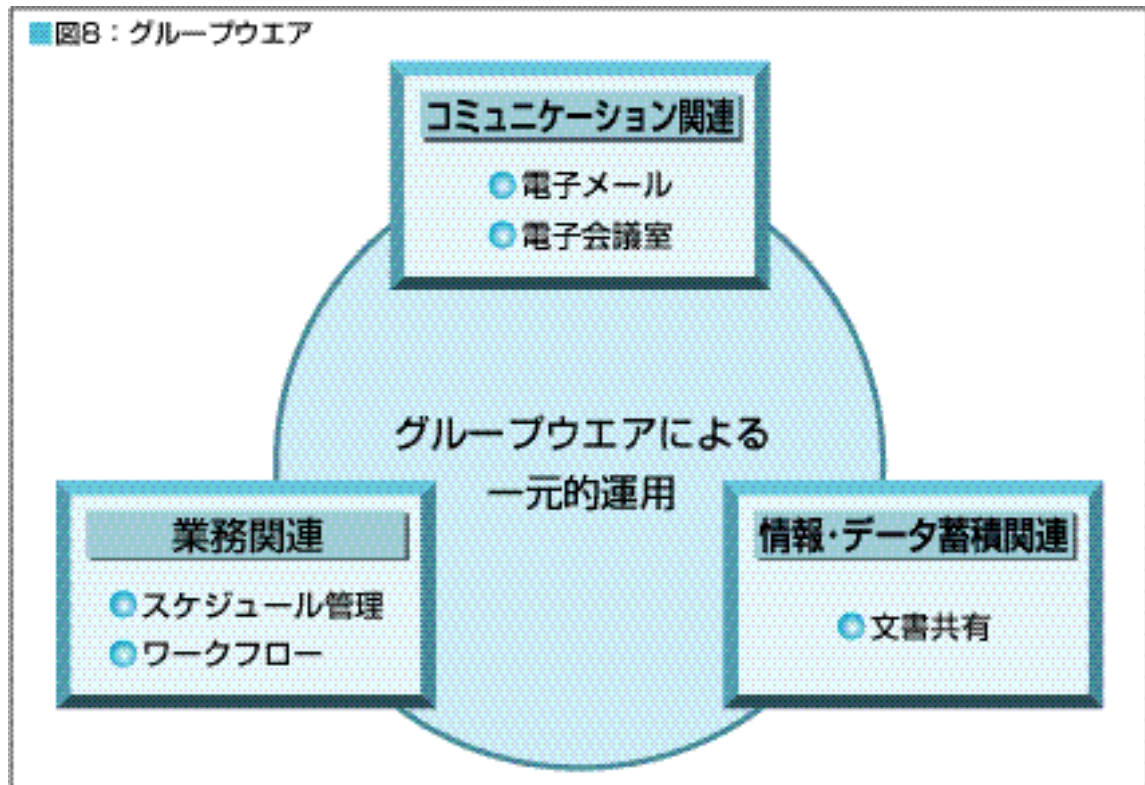 ■図8：グループウエア
コミュニケーション関連
電子メール
電子会議室
グループウエアによる
一元的運用
業務関連
スケジュール管理
ワークフロー
情報・データ蓄積関連
文書共有